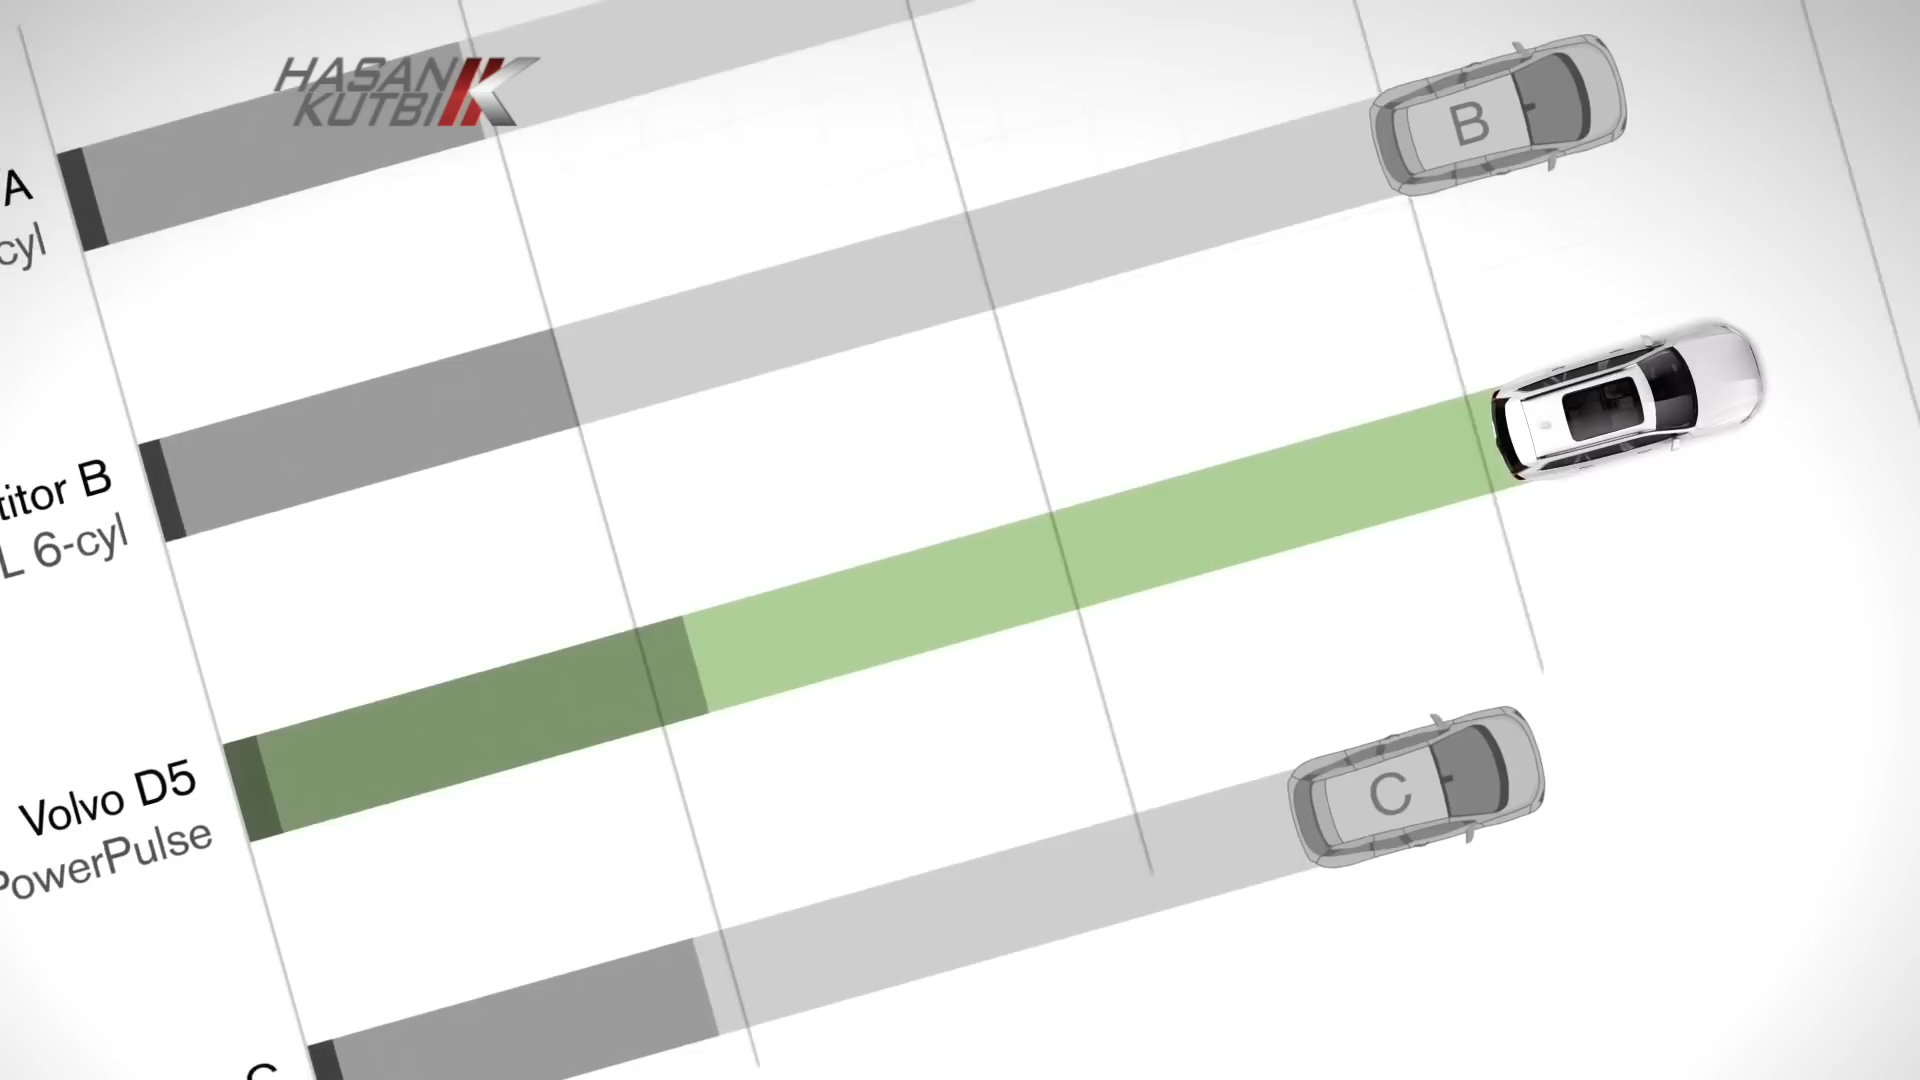 HASAN
KUTBI
A
cyl
B
titor B
L 6-cyl
Volvo D5
PowerPulse
C
C